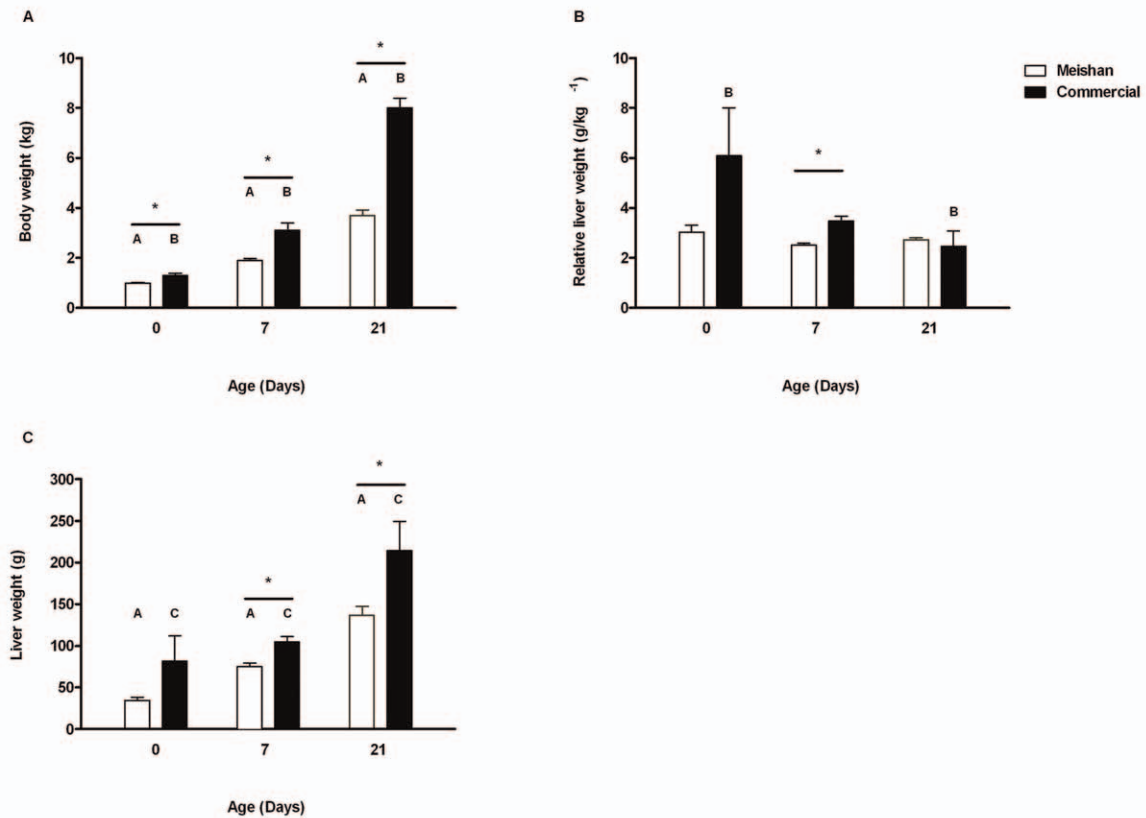 A
*
A B
*
A B
*
A B
10
8
6
4
2
0
Body weight (kg)
0 7 21
Age (Days)
B
B
*
B
10
8
6
4
2
0
Relative liver weight (g/kg -1)
0 7 21
Age (Days)
Meishan
Commercial
C
*
A C
*
A C
A C
300
250
200
150
100
50
0
Liver weight (g)
0 7 21
Age (Days)